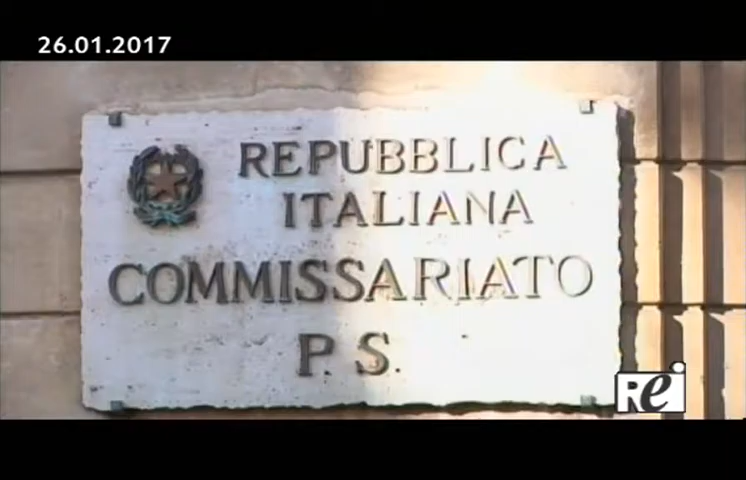 26.01.2017
REPUBBLICA
ITALIANA
COMMISSARIATO
P.S.
REI